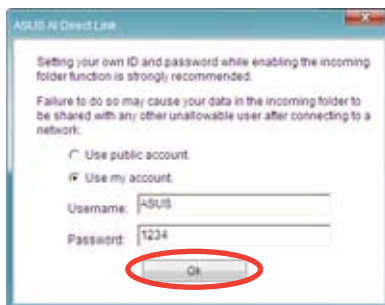 ASUS AI Direct Link
Setting your own ID and password while enabling the incoming
folder function is strongly recommended.
Failure to do so may cause your data in the incoming folder to
be shared with any other unallowable user after connecting to a
network.
Use public account.
Use my account.
Username: ASUS
Password: 1234
Ok